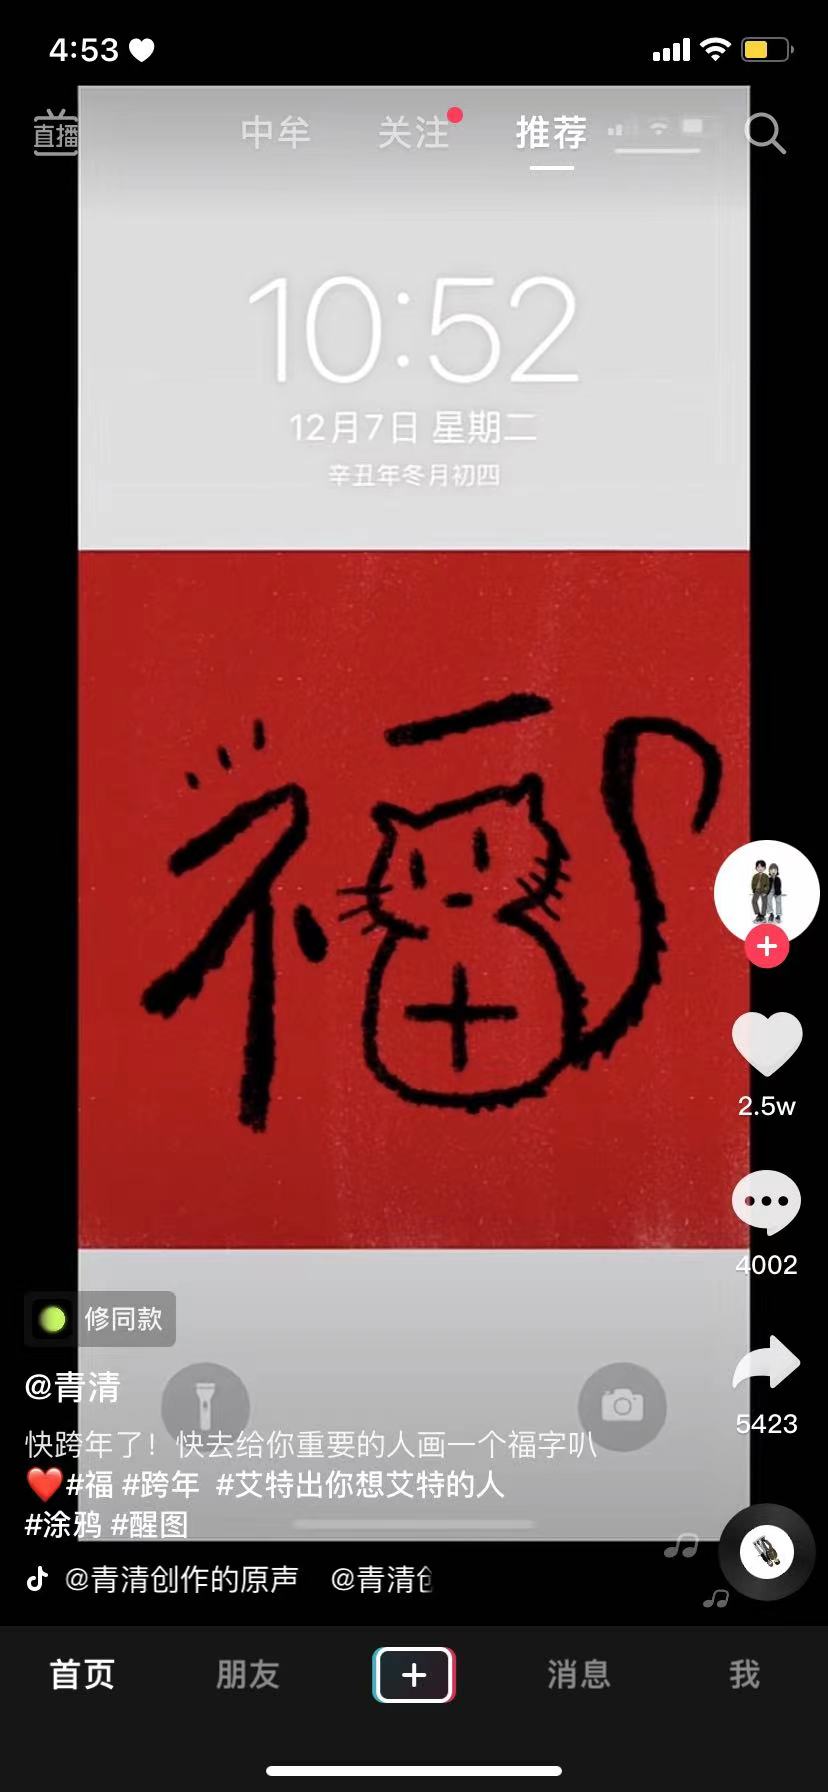 4:53
直播 中牟 关注 推荐
10:52
12月7日 星期二
辛丑年冬月初四
福
2.5w
4002
5423
修同款
@青清
快跨年了！快去给你重要的人画一个福字叭
❤️#福 #跨年 #艾特出你想艾特的人
#涂鸦 #醒图
@青清创作的原声 @青清
首页 朋友 消息 我